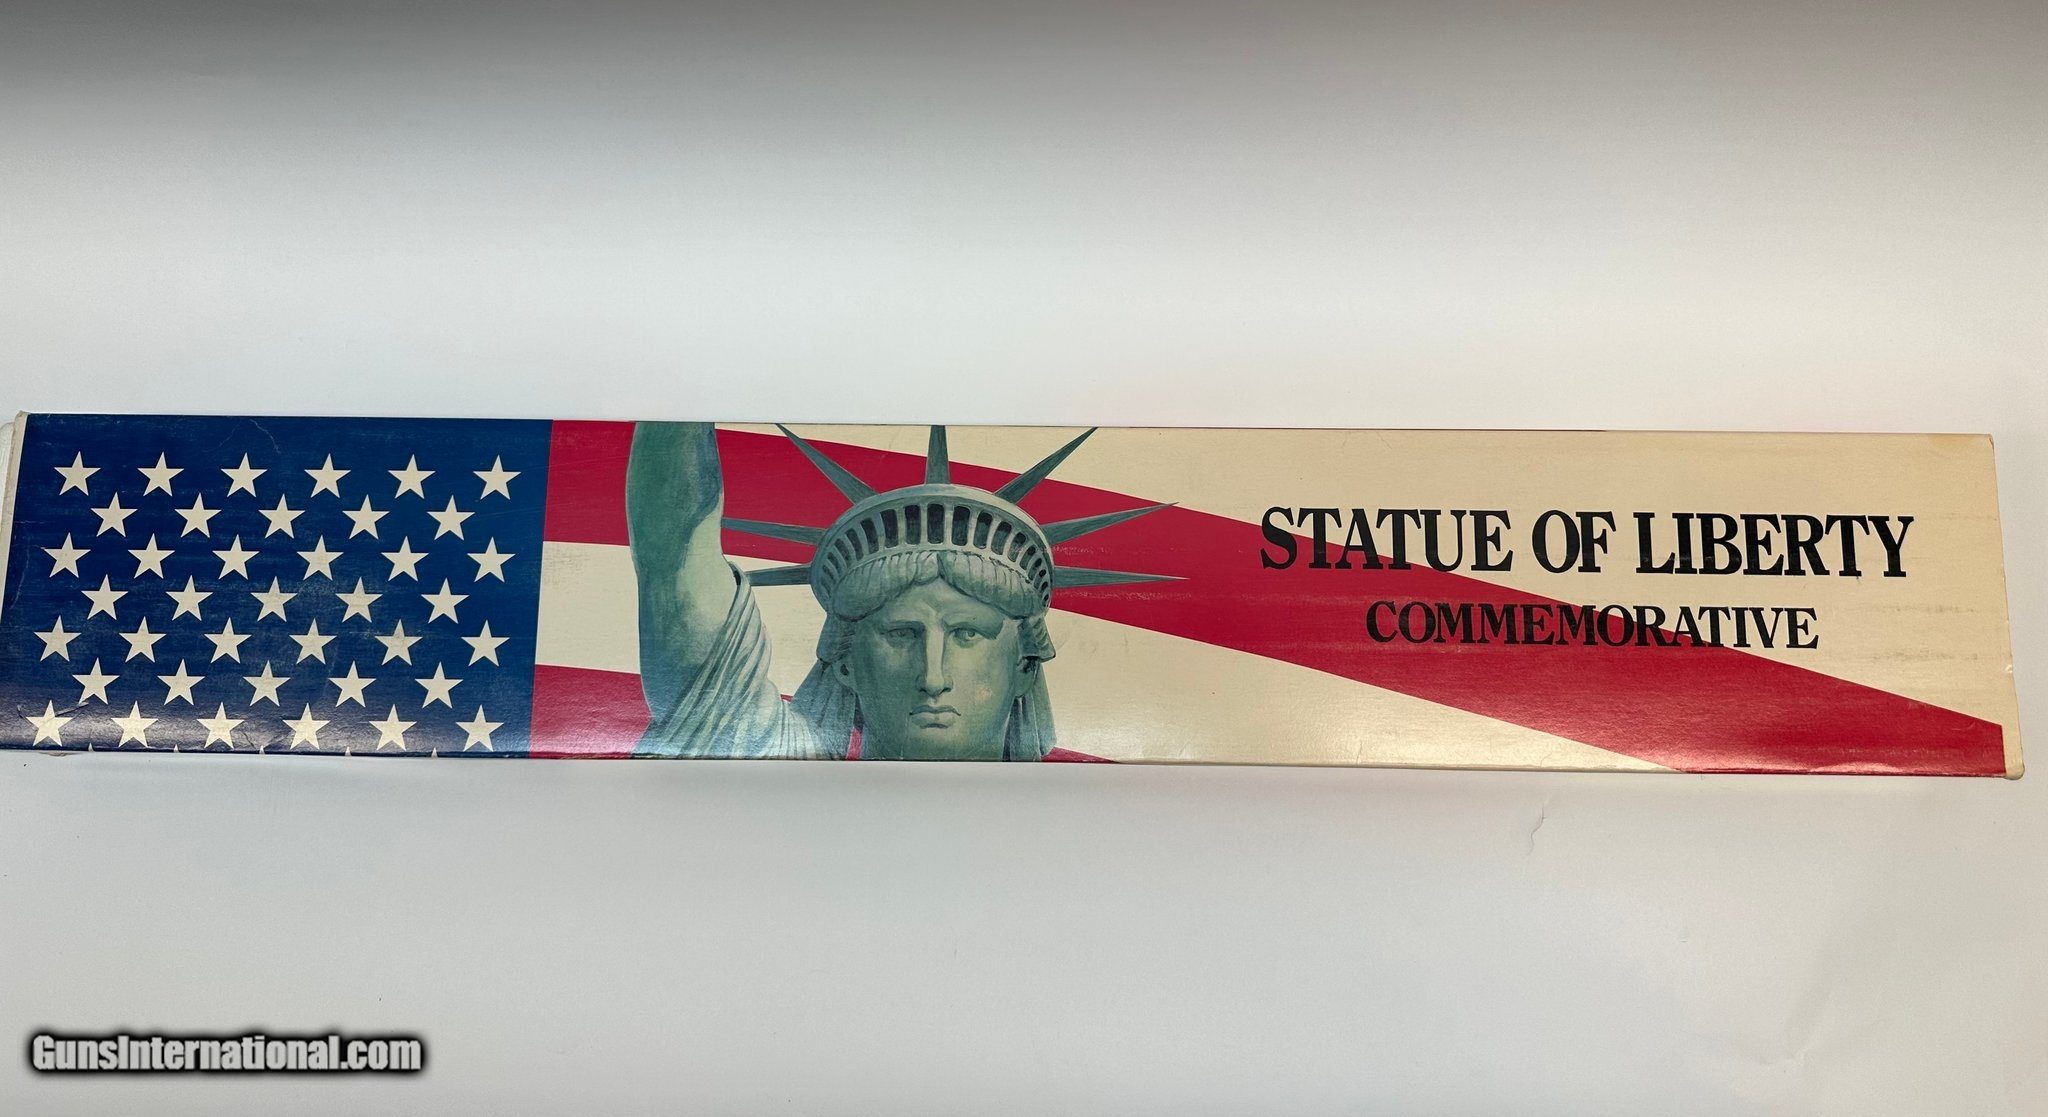 STATUE OF LIBERTY
COMMEMORATIVE
GunsInternational.com